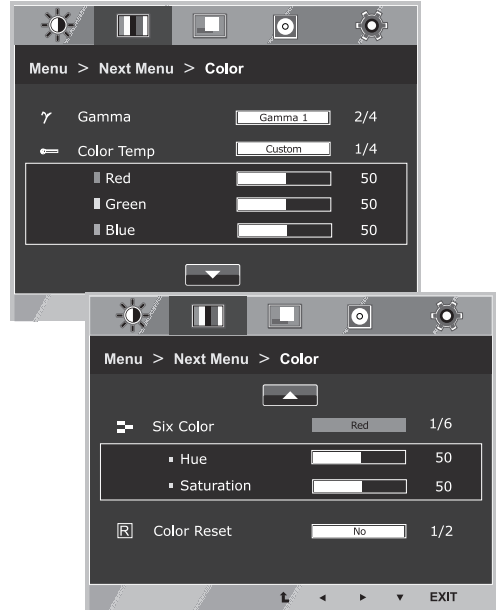 Menu > Next Menu > Color
γ Gamma Gamma 1 2/4
Color Temp Custom 1/4
Red 50
Green 50
Blue 50
Menu > Next Menu > Color
Six Color Red 1/6
Hue 50
Saturation 50
R Color Reset No 1/2
EXIT